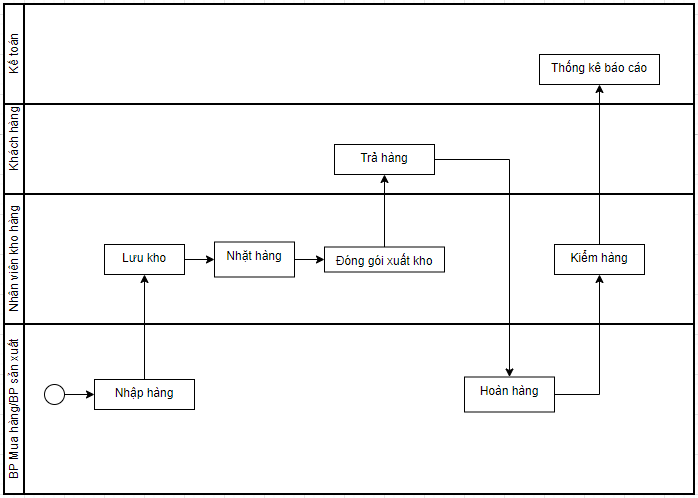 Kế toán
Thống kê báo cáo
Khách hàng
Trả hàng
Nhân viên kho hàng
Lưu kho
Nhặt hàng
Đóng gói xuất kho
Kiểm hàng
BP Mua hàng/BP sản xuất
Nhập hàng
Hoàn hàng